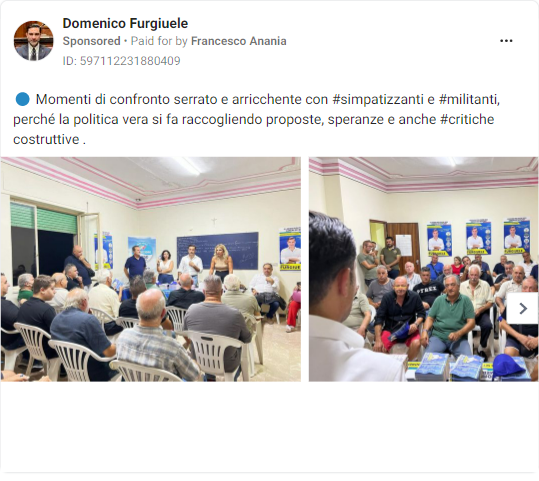 Domenico Furgiuele
Sponsored • Paid for by Francesco Anania
ID: 597112231880409
🔵 Momenti di confronto serrato e arricchente con #simpatizzanti e #militanti,
perché la politica vera si fa raccogliendo proposte, speranze e anche #critiche
costruttive .